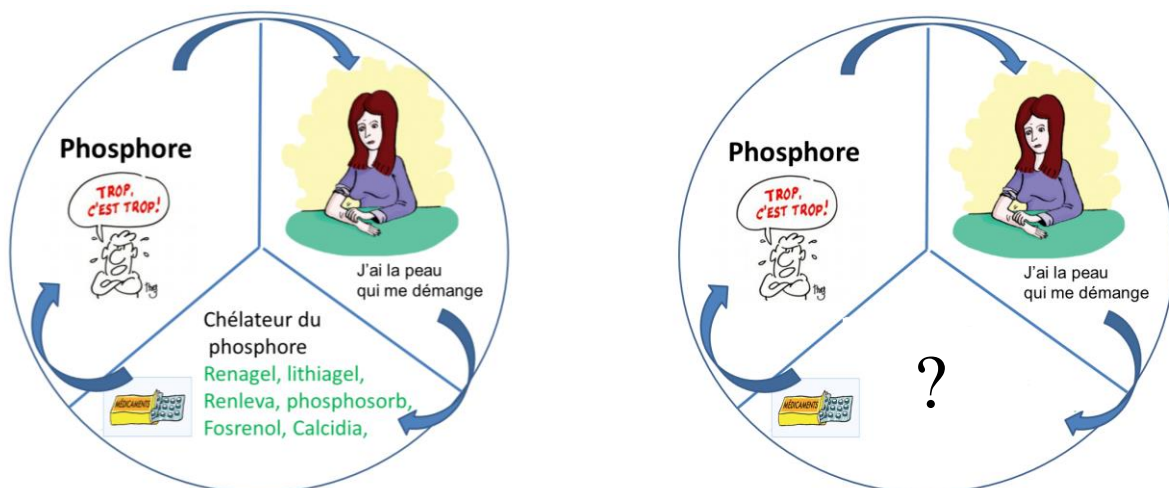 Phosphore
TROP,
C'EST TROP!
J'ai la peau
qui me démange
Chélateur du
phosphore
Renagel, lithiagel,
Renleva, phosphosorb,
Fosrenol, Calcidia,
MÉDICAMENTS
Phosphore
TROP,
C'EST TROP!
J'ai la peau
qui me démange
?
MÉDICAMENTS